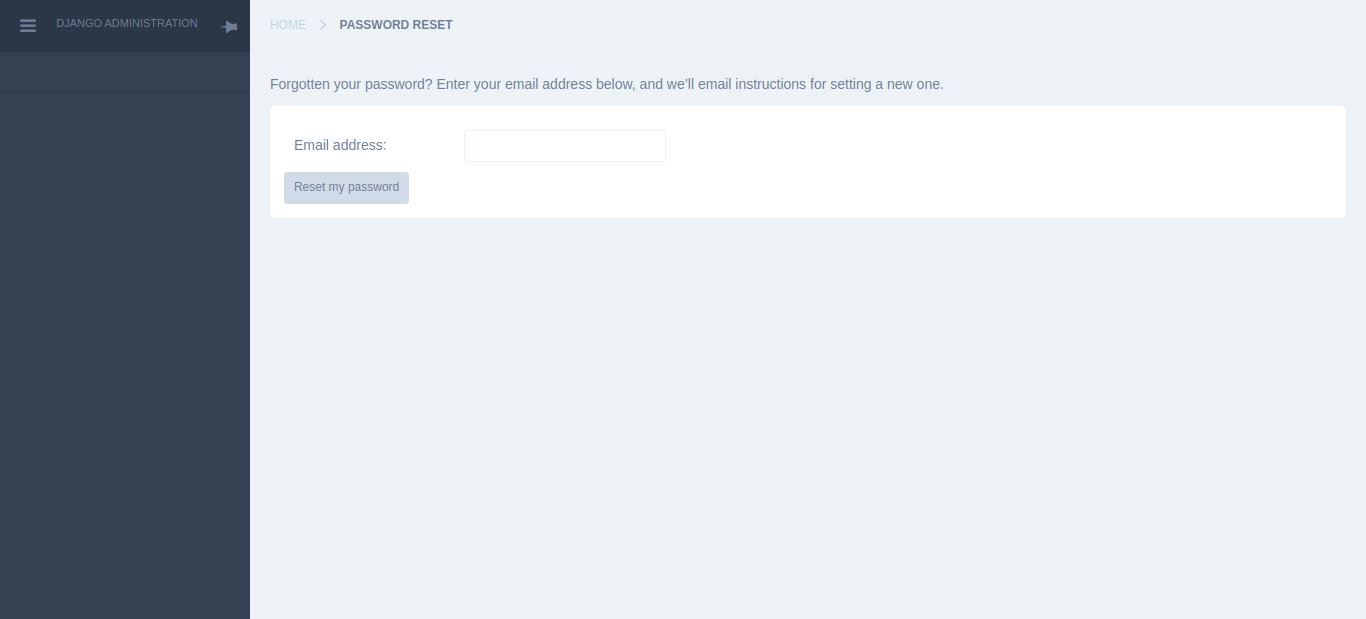 DJANGO ADMINISTRATION
HOME
PASSWORD RESET
Forgotten your password? Enter your email address below, and we'll email instructions for setting a new one.
Email address:
Reset my password